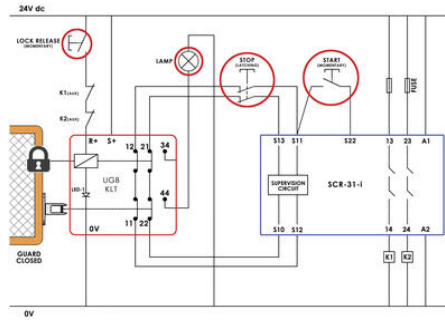 24V dc
LOCK RELEASE
(MOMENTARY)
LAMP
STOP
(LATCHING)
START
(MOMENTARY)
K1(AUX)
K2(AUX)
FUSE
R+
S+
12
21
34
S13
S11
S22
13
23
A1
UGB
KLT
SUPERVISION
CIRCUIT
SCR-31-i
LED-1
44
0V
11
22
S10
S12
14
24
A2
K1
K2
GUARD
CLOSED
0V